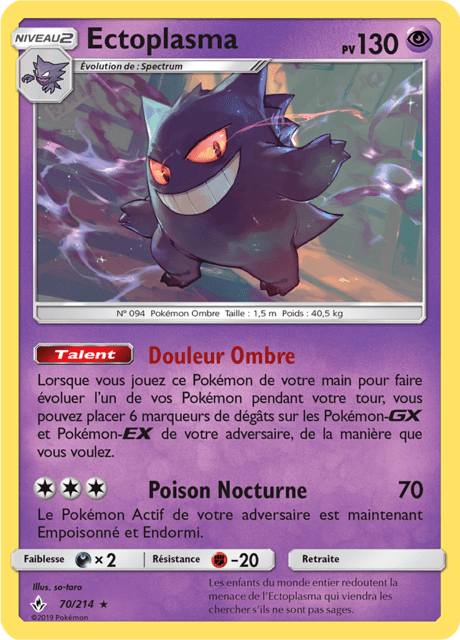 NIVEAU2
Ectoplasma
PV130
Évolution de : Spectrum
N° 094 Pokémon Ombre Taille : 1,5 m Poids : 40,5 kg
Talent Douleur Ombre
Lorsque vous jouez ce Pokémon de votre main pour faire
évoluer l'un de vos Pokémon pendant votre tour, vous
pouvez placer 6 marqueurs de dégâts sur les Pokémon-GX
et Pokémon-EX de votre adversaire, de la manière que
vous voulez.
Poison Nocturne 70
Le Pokémon Actif de votre adversaire est maintenant
Empoisonné et Endormi.
Faiblesse ×2 Résistance -20 Retraite
Illus. so-taro
70/214
©2019 Pokémon
Les enfants du monde entier redoutent la
menace de l'Ectoplasma qui viendra les
chercher s'ils ne sont pas sages.